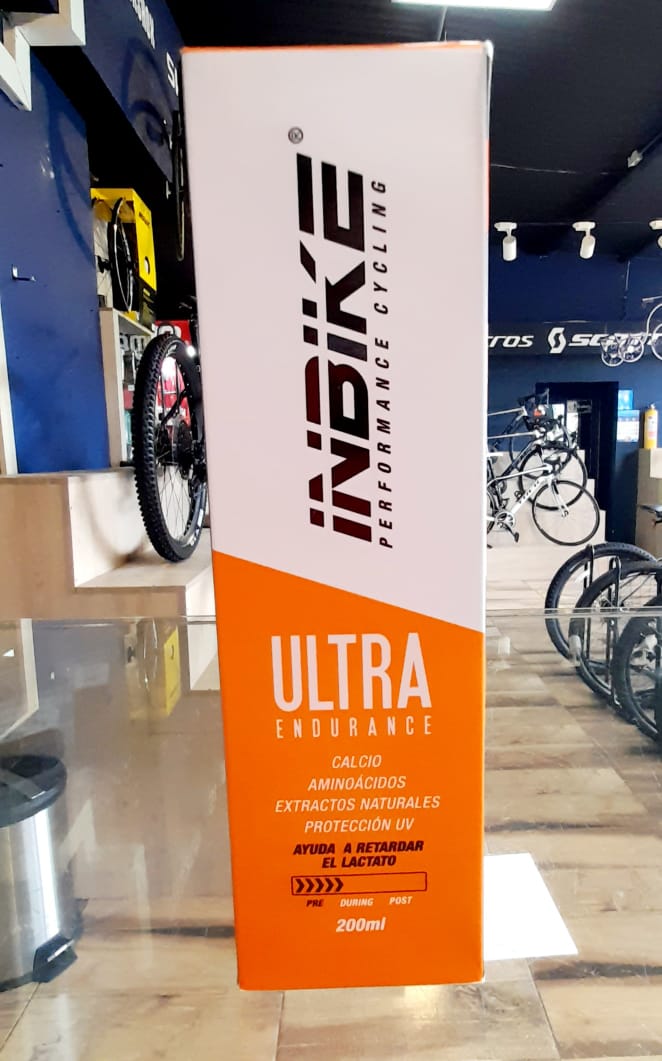 ®
INBIKE
PERFORMANCE CYCLING
ULTRA
ENDURANCE
CALCIO
AMINOÁCIDOS
EXTRACTOS NATURALES
PROTECCIÓN UV
AYUDA A RETARDAR
EL LACTATO
PRE DURING POST
200ml